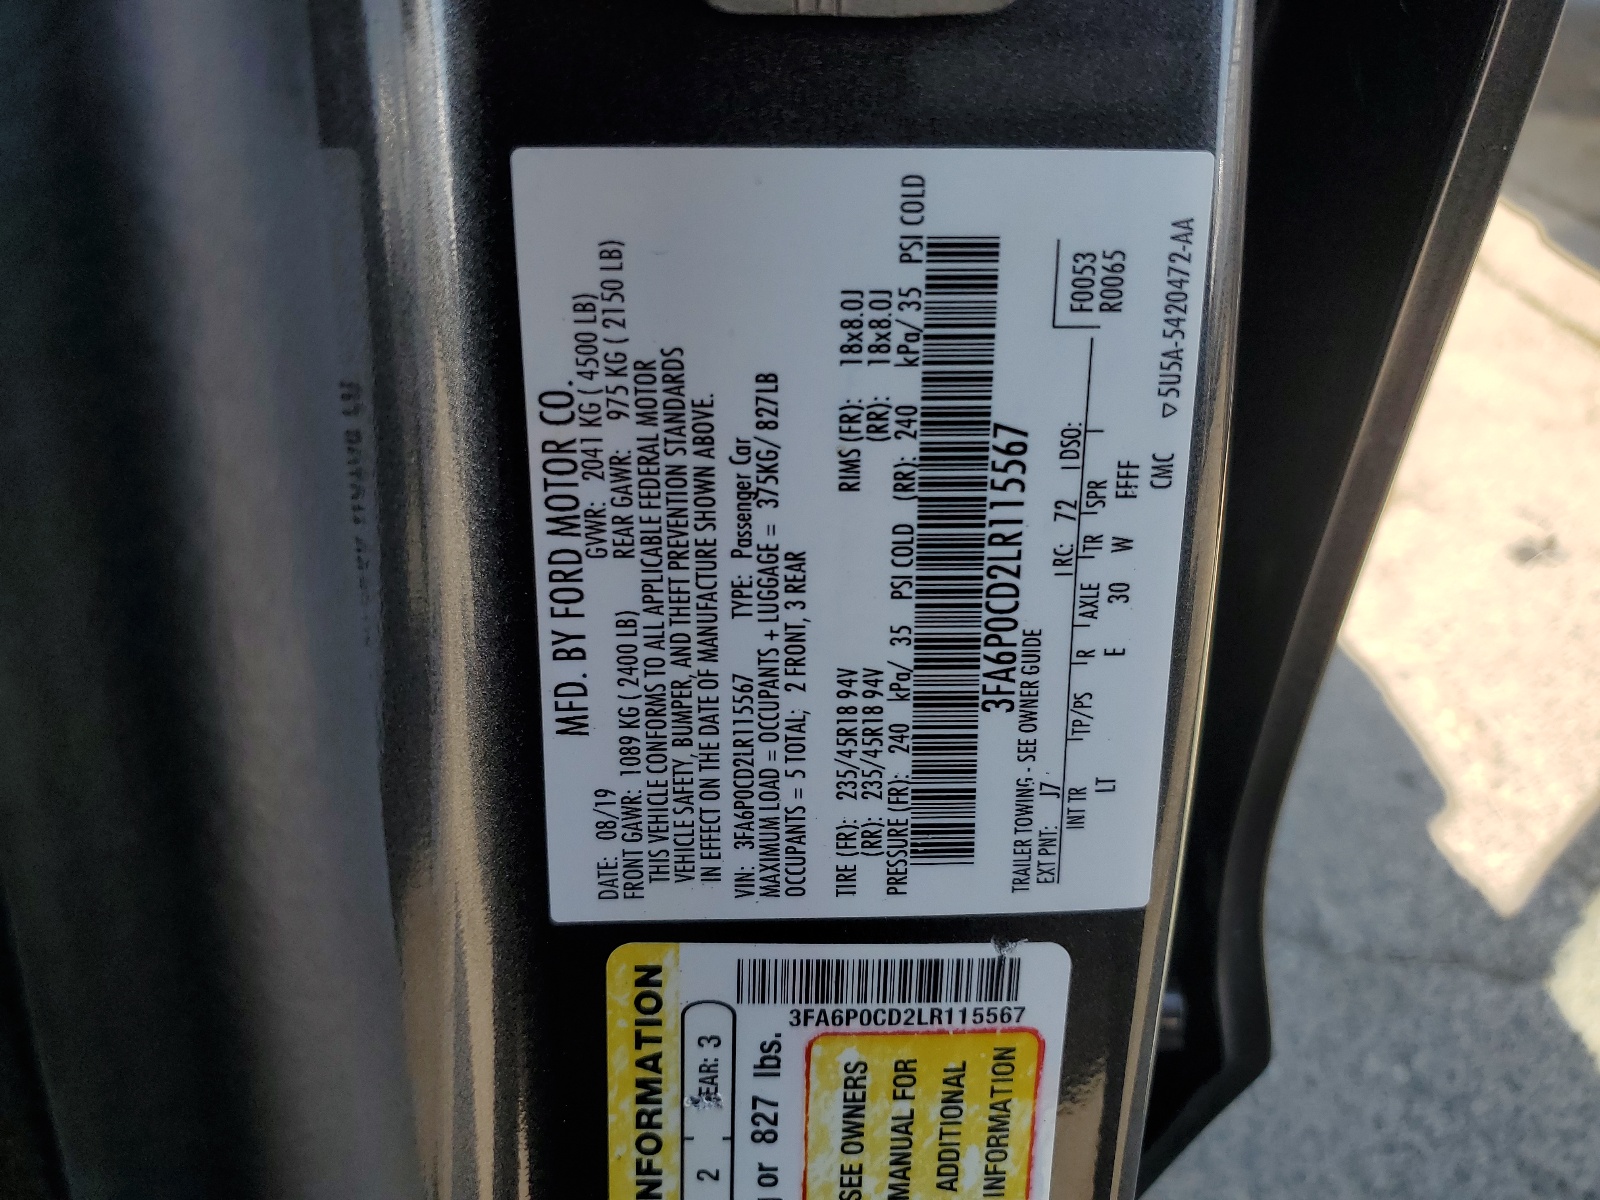 MFD. BY FORD MOTOR CO.
DATE: 08/19 GVWR: 2041 KG ( 4500 LB)
FRONT GAWR: 1089 KG ( 2400 LB) REAR GAWR: 975 KG ( 2150 LB)
THIS VEHICLE CONFORMS TO ALL APPLICABLE FEDERAL MOTOR
VEHICLE SAFETY, BUMPER, AND THEFT PREVENTION STANDARDS
IN EFFECT ON THE DATE OF MANUFACTURE SHOWN ABOVE.
VIN: 3FA6P0CD2LR115567 TYPE: Passenger Car
MAXIMUM LOAD = OCCUPANTS + LUGGAGE = 375KG/ 827LB
OCCUPANTS = 5 TOTAL; 2 FRONT, 3 REAR
TIRE (FR): 235/45R18 94V RIMS (FR): 18x8.0J
(RR): 235/45R18 94V (RR): 18x8.0J
PRESSURE (FR): 240 kPa/ 35 PSI COLD (RR): 240 kPa/ 35 PSI COLD
3FA6P0CD2LR115567
TRAILER TOWING - SEE OWNER GUIDE
EXT PNT: J7 RC: 72 DSO:
INT TR TP/PS R AXLE TR SPR
LT E 30 W FFF
F0053
R0065
CMC
▽5U5A-5420472-AA
INFORMATION
2 REAR: 3
or 827 lbs.
3FA6P0CD2LR115567
SEE OWNERS
MANUAL FOR
ADDITIONAL
INFORMATION